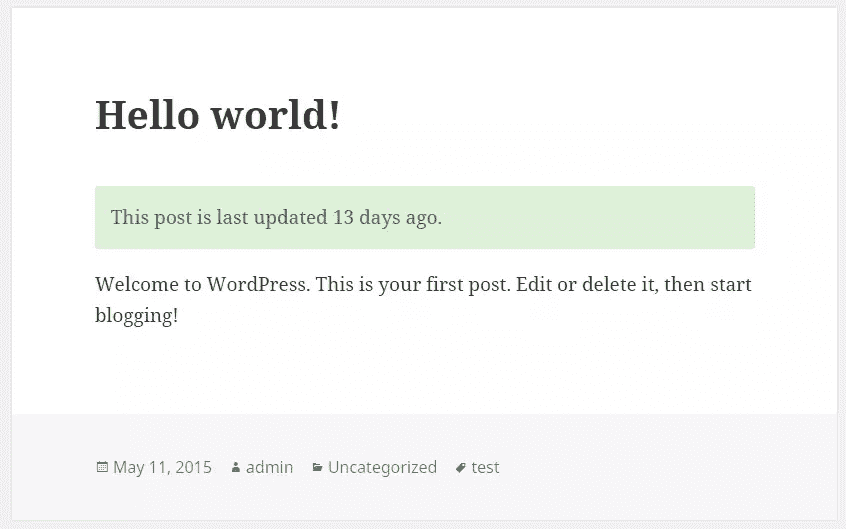 Hello world!
This post is last updated 13 days ago.
Welcome to WordPress. This is your first post. Edit or delete it, then start
blogging!
May 11, 2015 admin Uncategorized test